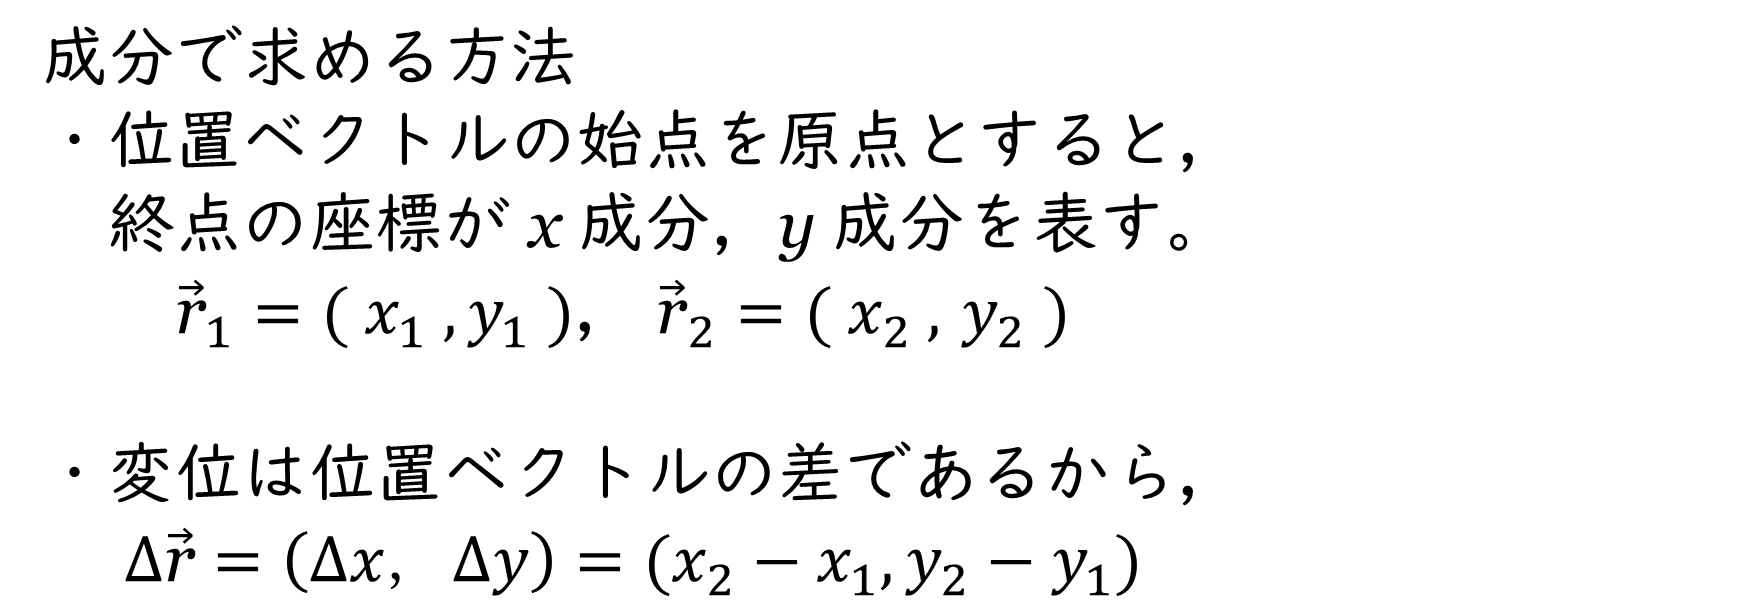 成分で求める方法
・位置ベクトルの始点を原点とすると,
終点の座標が x 成分, y 成分を表す。
r⃗₁ = ( x₁ , y₁ ), r⃗₂ = ( x₂ , y₂ )
・変位は位置ベクトルの差であるから,
Δr⃗ = (Δx, Δy) = (x₂ − x₁, y₂ − y₁)